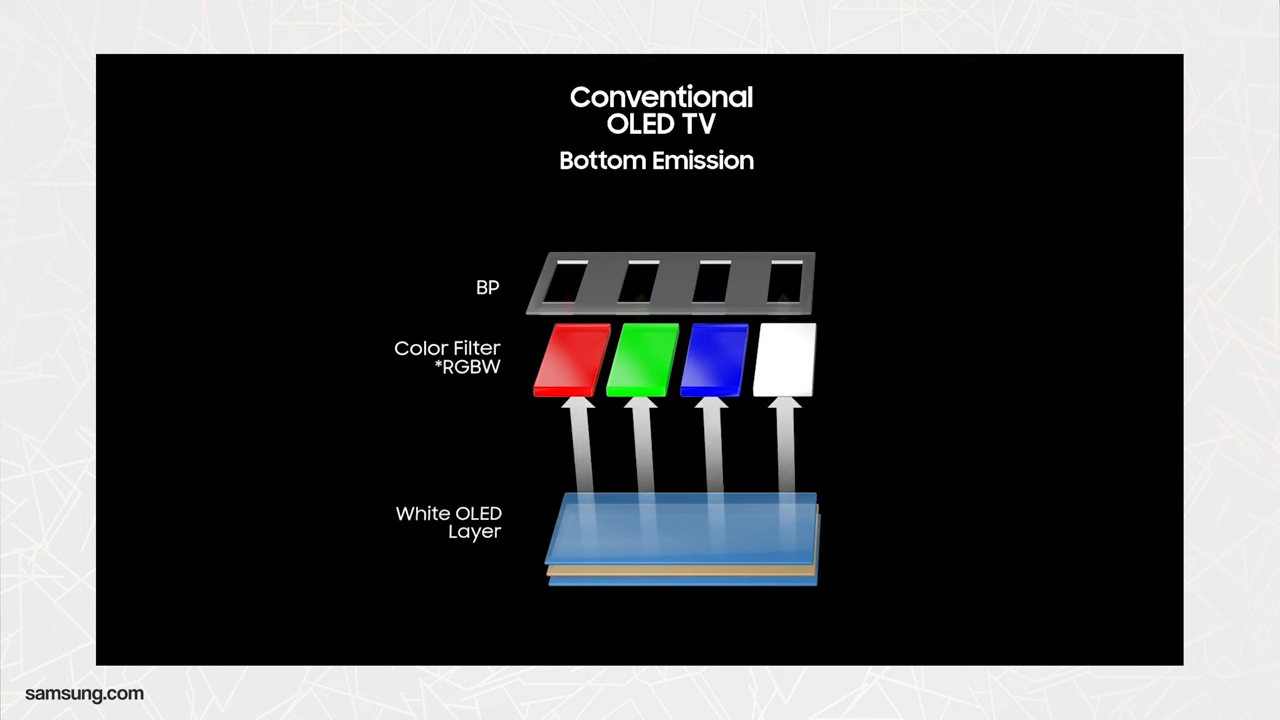 Conventional
OLED TV
Bottom Emission
BP
Color Filter
*RGBW
White OLED
Layer
samsung.com